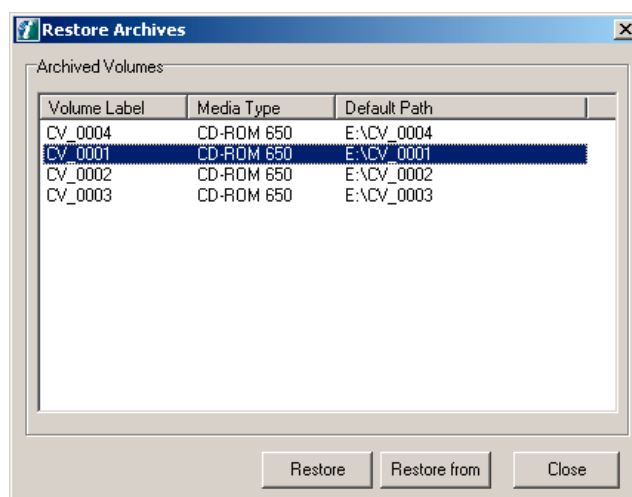 Restore Archives
Archived Volumes
Volume Label Media Type Default Path
CV_0004 CD-ROM 650 E:\CV_0004
CV_0001 CD-ROM 650 E:\CV_0001
CV_0002 CD-ROM 650 E:\CV_0002
CV_0003 CD-ROM 650 E:\CV_0003
Restore Restore from Close